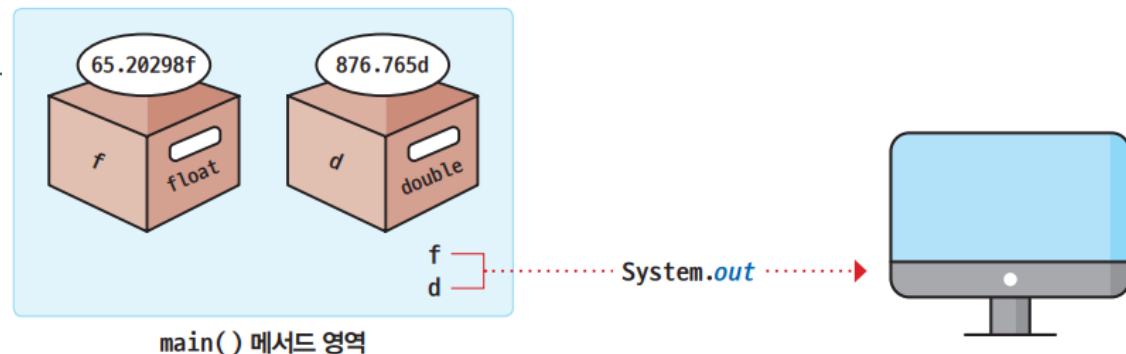 65.20298f
876.765d
f
float
d
double
f
d
System.out
main() 메서드 영역